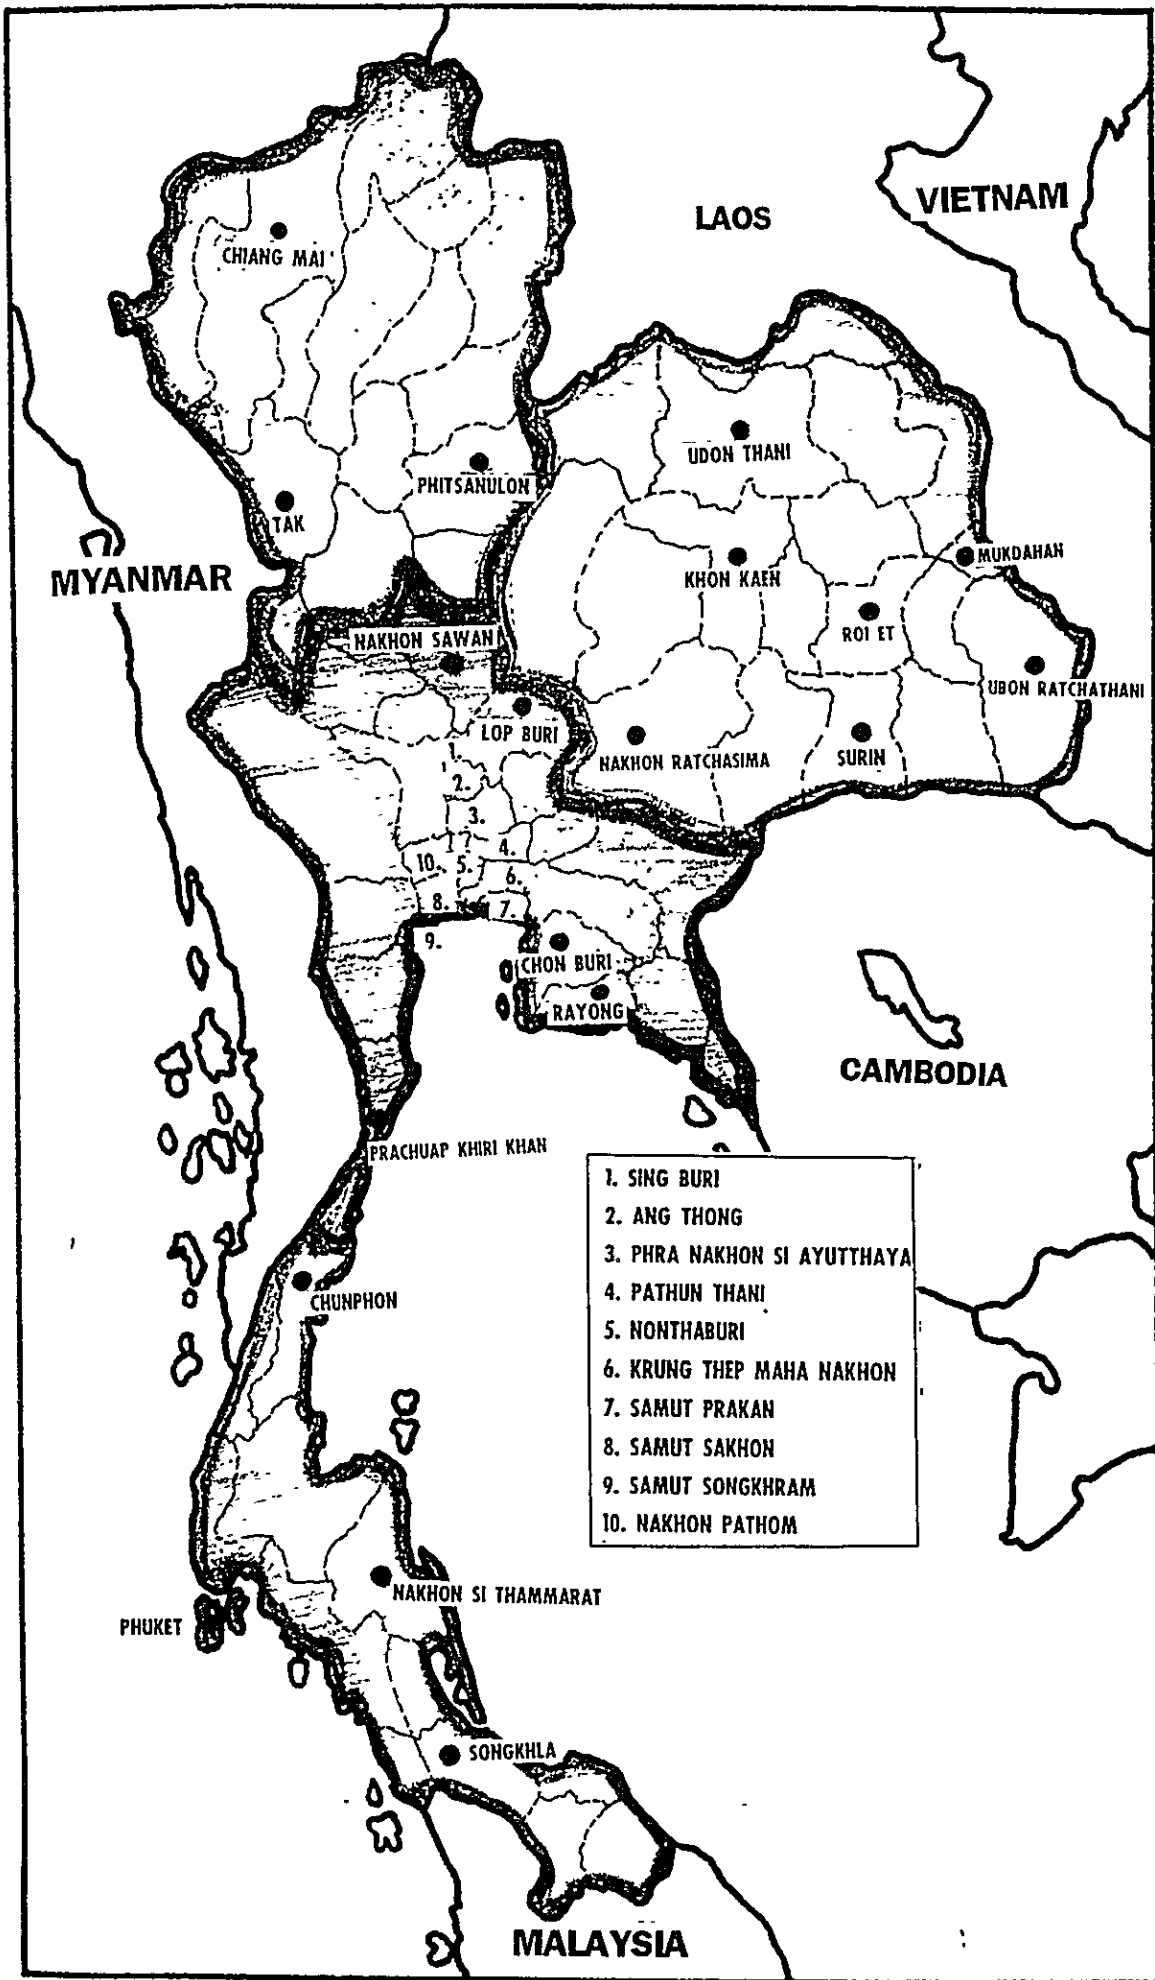 LAOS
VIETNAM
CHIANG MAI
UDON THANI
PHITSANULON
TAK
MYANMAR
KHON KAEN
MUKDAHAN
ROI ET
NAKHON SAWAN
UBON RATCHATHANI
LOP BURI
NAKHON RATCHASIMA
SURIN
1.
2.
3.
4.
10.
5.
6.
8.
7.
9.
CHON BURI
RAYONG
CAMBODIA
PRACHUAP KHIRI KHAN
1. SING BURI
2. ANG THONG
3. PHRA NAKHON SI AYUTTHAYA
4. PATHUN THANI
5. NONTHABURI
6. KRUNG THEP MAHA NAKHON
7. SAMUT PRAKAN
8. SAMUT SAKHON
9. SAMUT SONGKHRAM
10. NAKHON PATHOM
CHUNPHON
NAKHON SI THAMMARAT
PHUKET
SONGKHLA
MALAYSIA